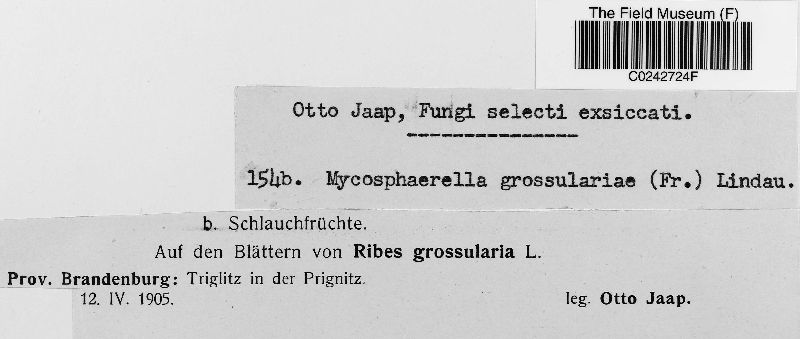 The Field Museum (F)
C0242724F
Otto Jaap, Fungi selecti exsiccati.
154b. Mycosphaerella grossulariae (Fr.) Lindau.
b. Schlauchfrüchte.
Auf den Blättern von Ribes grossularia L.
Prov. Brandenburg: Triglitz in der Prignitz.
12. IV. 1905. leg. Otto Jaap.